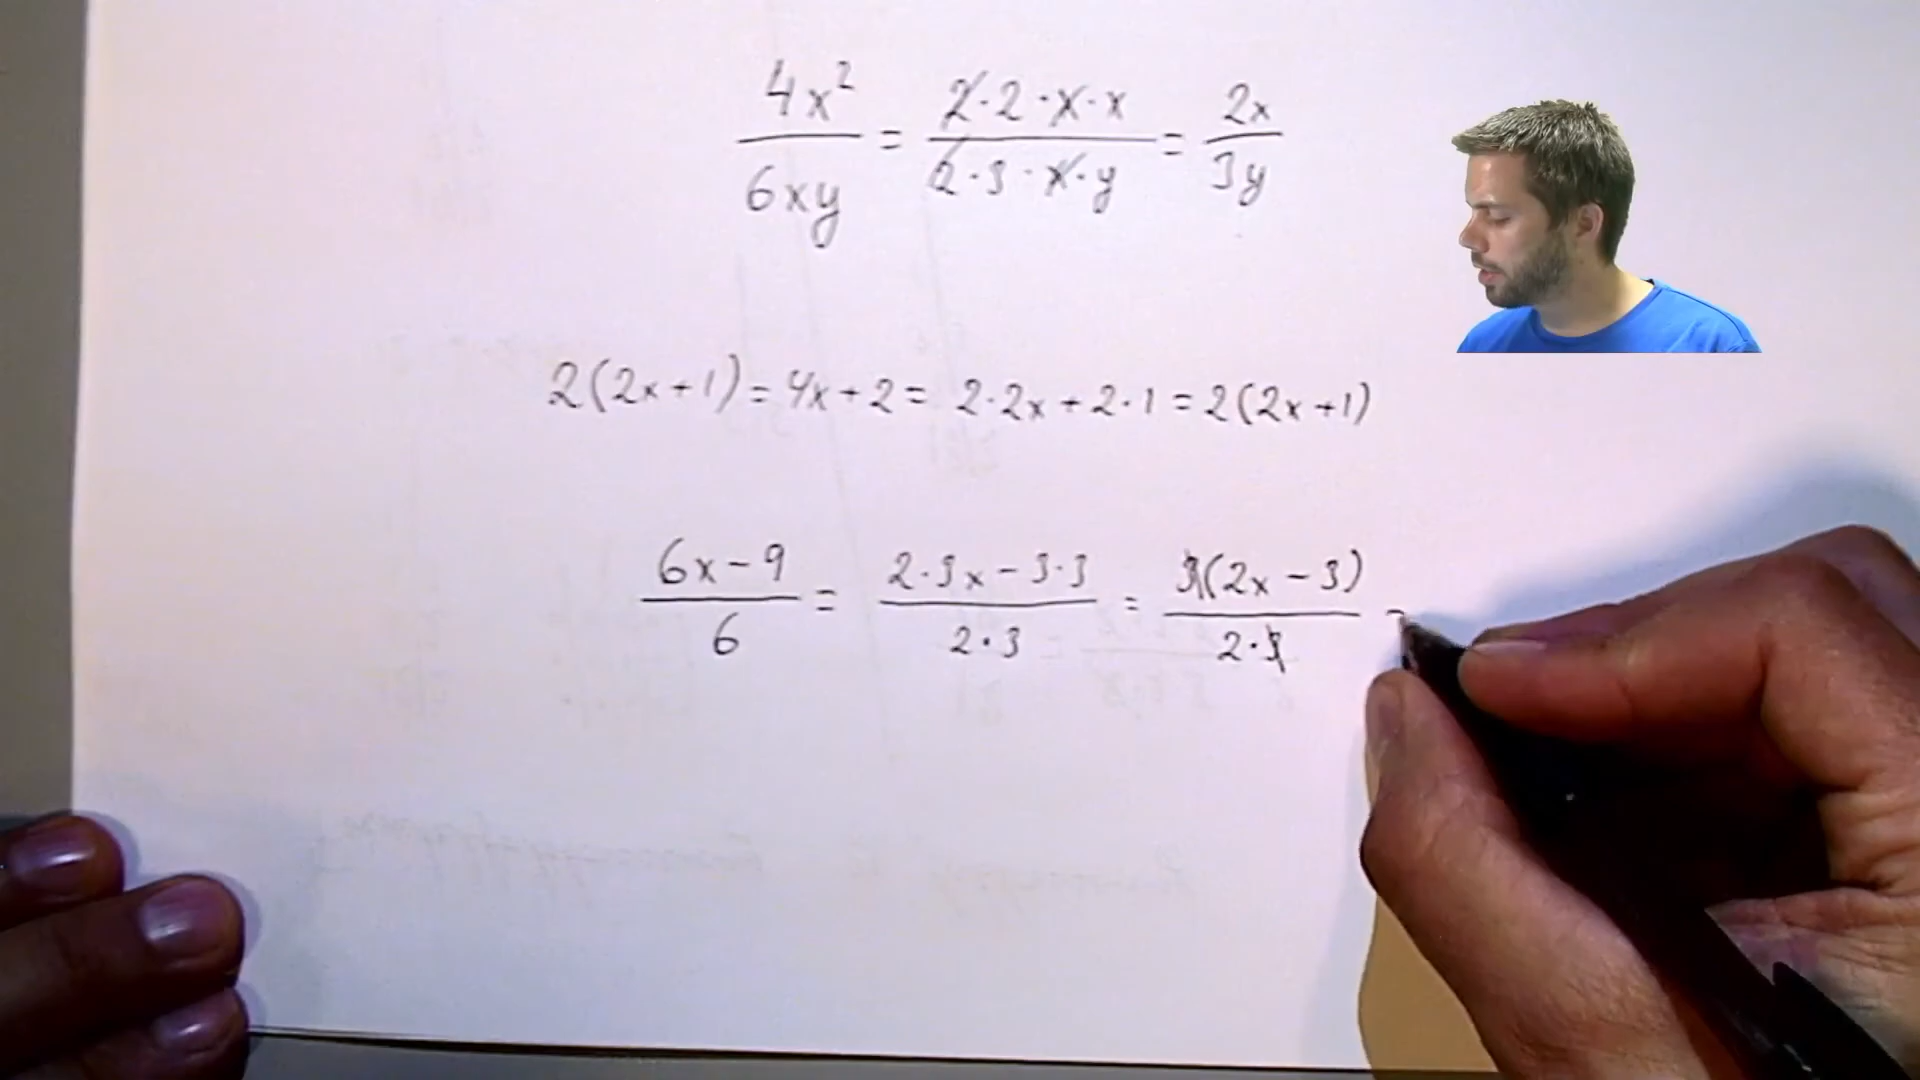 4x²/6xy = 2·2·x·x/2·3·x·y = 2x/3y
2(2x+1) = 4x+2 = 2·2x+2·1 = 2(2x+1)
6x-9/6 = 2·3x-3·3/2·3 = 3(2x-3)/2·3 =